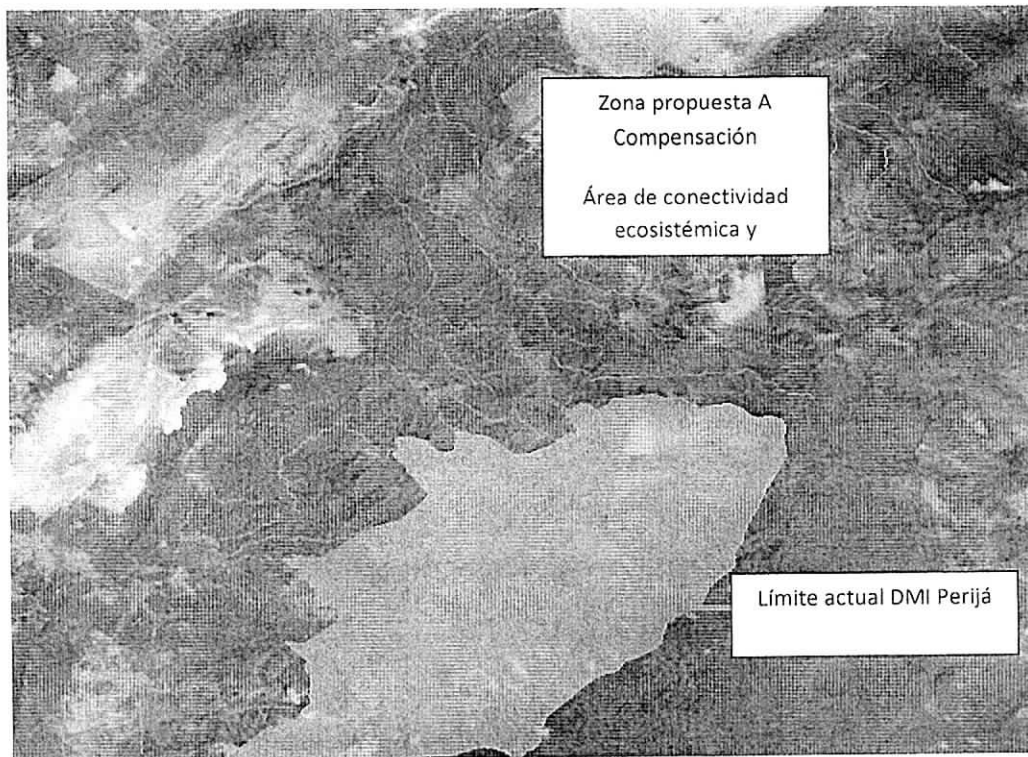 Zona propuesta A
Compensación
Área de conectividad
ecosistémica y
Límite actual DMI Perijá